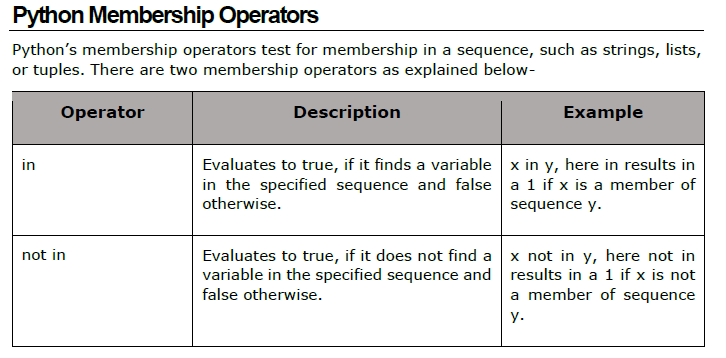 Python Membership Operators
Python’s membership operators test for membership in a sequence, such as strings, lists,
or tuples. There are two membership operators as explained below-
Operator
Description
Example
in
Evaluates to true, if it finds a variable
in the specified sequence and false
otherwise.
x in y, here in results in
a 1 if x is a member of
sequence y.
not in
Evaluates to true, if it does not find a
variable in the specified sequence and
false otherwise.
x not in y, here not in
results in a 1 if x is not
a member of sequence
y.